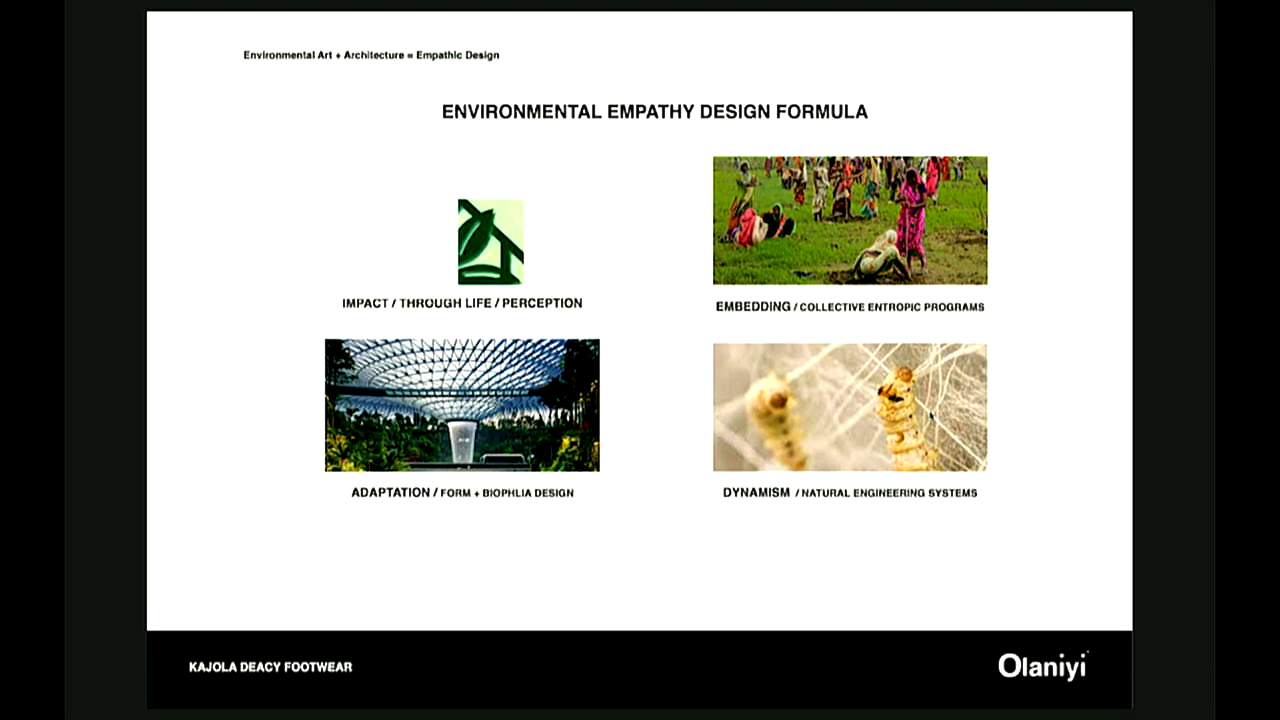 Environmental Art + Architecture = Empathic Design
ENVIRONMENTAL EMPATHY DESIGN FORMULA
IMPACT / THROUGH LIFE / PERCEPTION
EMBEDDING / COLLECTIVE ENTROPIC PROGRAMS
ADAPTATION / FORM + BIOPHLIA DESIGN
DYNAMISM / NATURAL ENGINEERING SYSTEMS
KAJOLA DEACY FOOTWEAR
Olaniyi